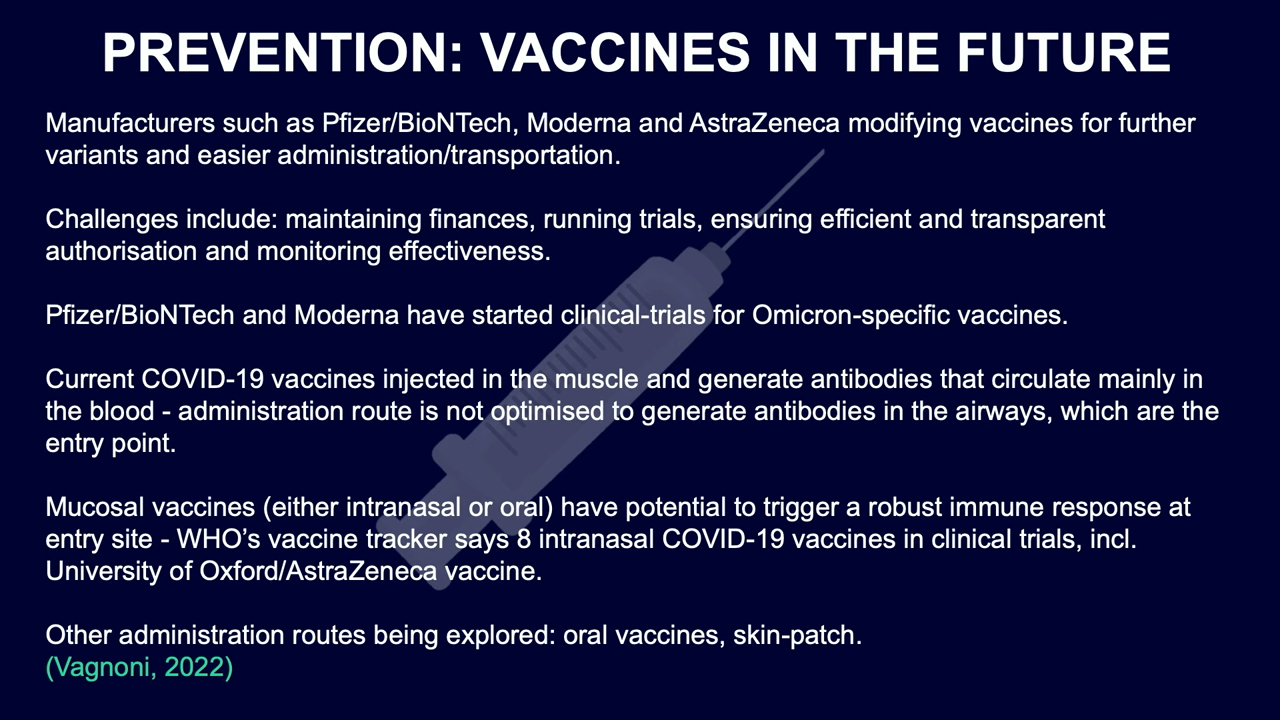 PREVENTION: VACCINES IN THE FUTURE
Manufacturers such as Pfizer/BioNTech, Moderna and AstraZeneca modifying vaccines for further
variants and easier administration/transportation.
Challenges include: maintaining finances, running trials, ensuring efficient and transparent
authorisation and monitoring effectiveness.
Pfizer/BioNTech and Moderna have started clinical-trials for Omicron-specific vaccines.
Current COVID-19 vaccines injected in the muscle and generate antibodies that circulate mainly in
the blood - administration route is not optimised to generate antibodies in the airways, which are the
entry point.
Mucosal vaccines (either intranasal or oral) have potential to trigger a robust immune response at
entry site - WHO’s vaccine tracker says 8 intranasal COVID-19 vaccines in clinical trials, incl.
University of Oxford/AstraZeneca vaccine.
Other administration routes being explored: oral vaccines, skin-patch.
(Vagnoni, 2022)